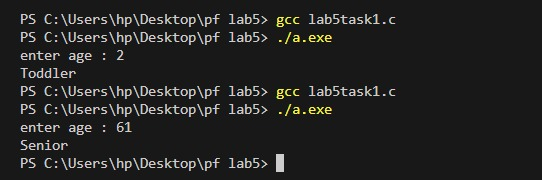 PS C:\Users\hp\Desktop\pf lab5> gcc lab5task1.c
PS C:\Users\hp\Desktop\pf lab5> ./a.exe
enter age : 2
Toddler
PS C:\Users\hp\Desktop\pf lab5> gcc lab5task1.c
PS C:\Users\hp\Desktop\pf lab5> ./a.exe
enter age : 61
Senior
PS C:\Users\hp\Desktop\pf lab5>